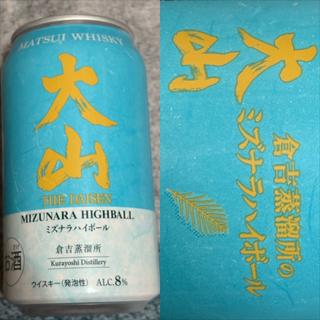 MATSUI WHISKY
大山
THE DAISEN
MIZUNARA HIGHBALL
ミズナラハイボール
倉吉蒸溜所
Kurayoshi Distillery
ウイスキー(発泡性) ALC.8%
大山
倉吉蒸溜所の
ミズナラハイボール